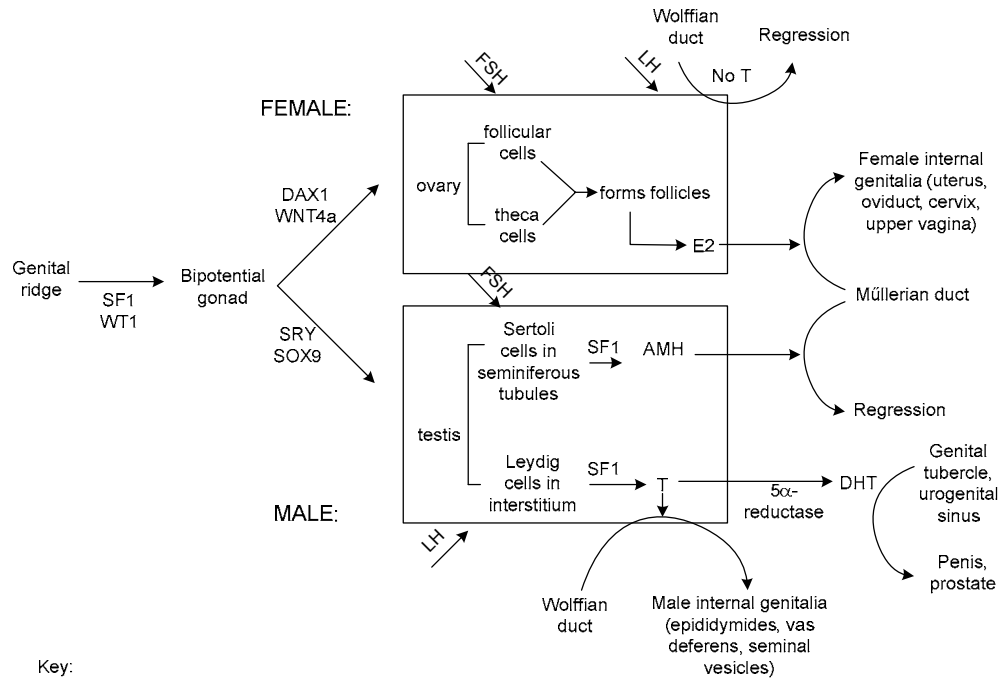 Wolffian
duct
Regression
No T
FSH
LH
FEMALE:
follicular
cells
ovary
forms follicles
theca
cells
E2
Female internal
genitalia (uterus,
oviduct, cervix,
upper vagina)
DAX1
WNT4a
Genital
ridge
SF1
WT1
Bipotential
gonad
Műllerian duct
SRY
SOX9
FSH
Sertoli
cells in
seminiferous
tubules
SF1
AMH
Regression
testis
Leydig
cells in
interstitium
SF1
T
5α-
reductase
DHT
Genital
tubercle,
urogenital
sinus
MALE:
LH
Penis,
prostate
Wolffian
duct
Male internal genitalia
(epididymides, vas
deferens, seminal
vesicles)
Key: